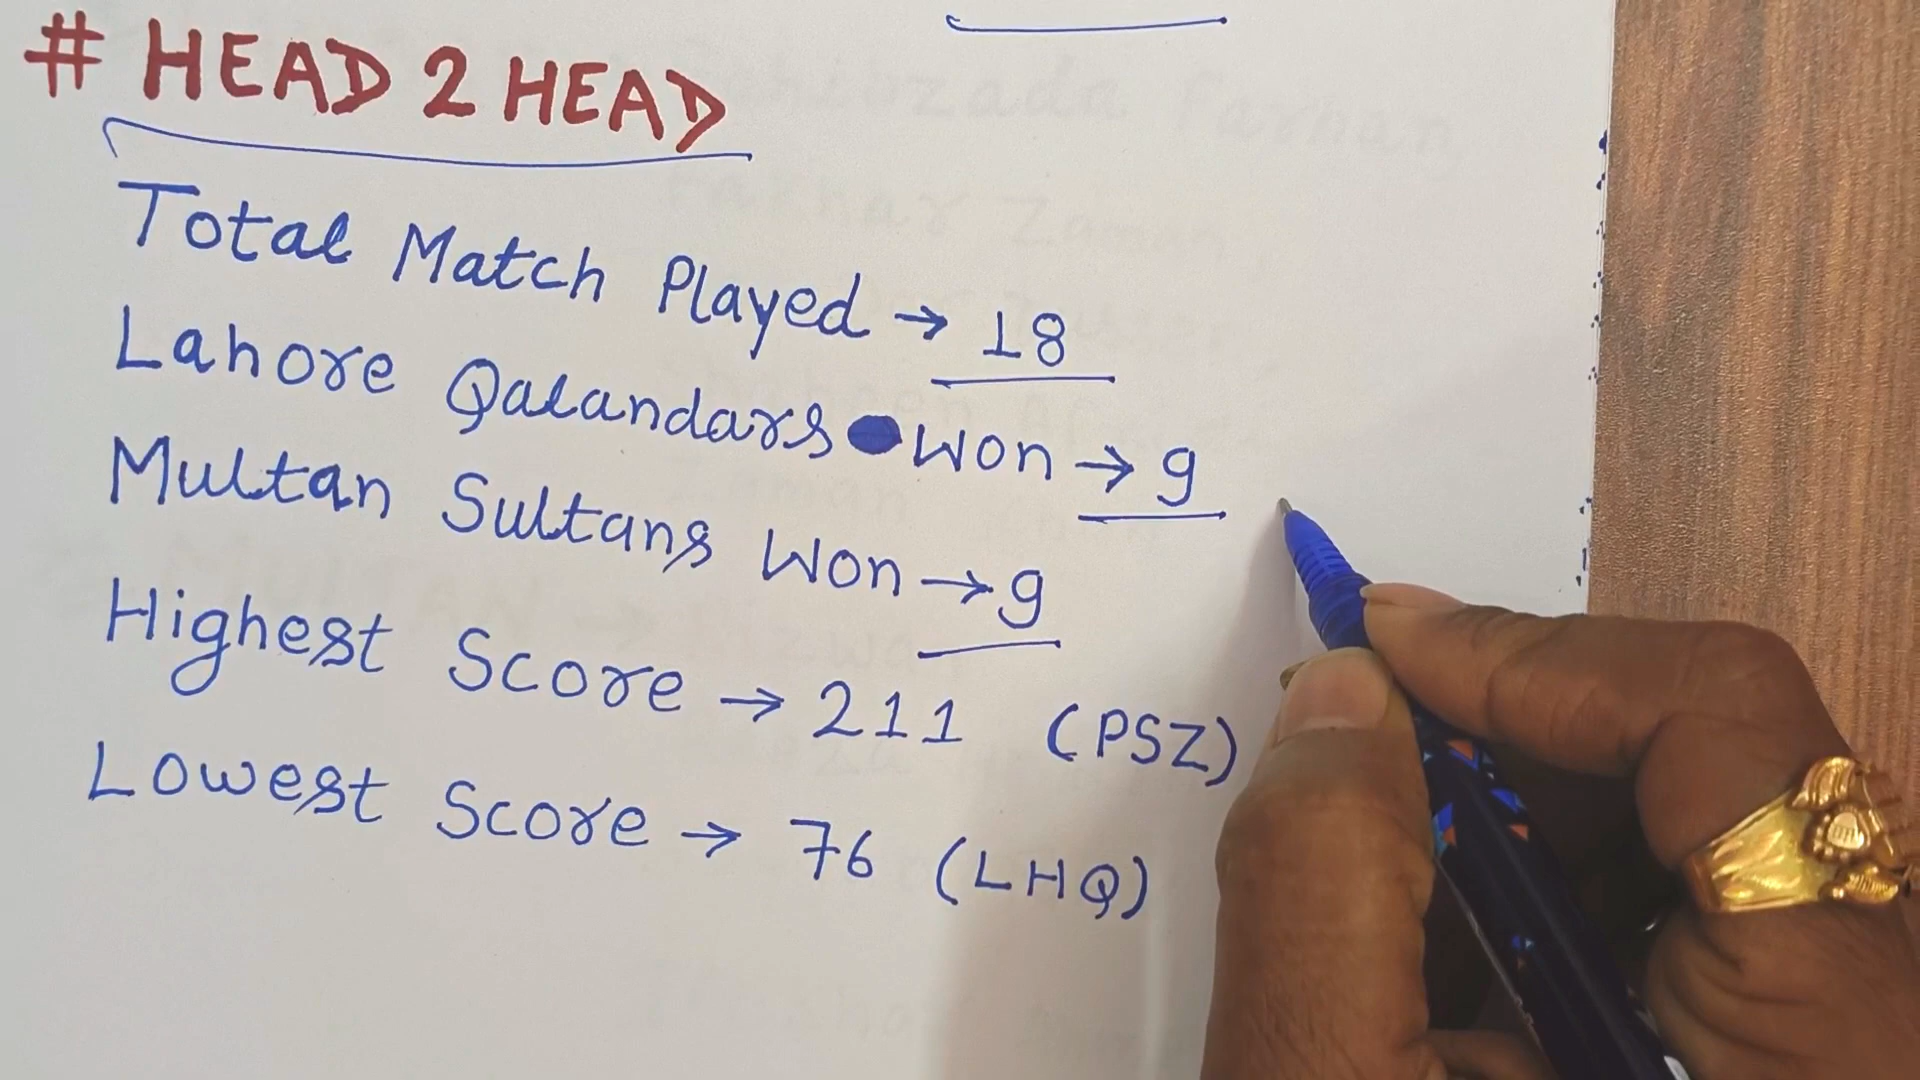 # HEAD 2 HEAD
Total Match Played → 18
Lahore Qalandars won → 9
Multan Sultans Won → 9
Highest Score → 211 (PSZ)
Lowest Score → 76 (LHQ)